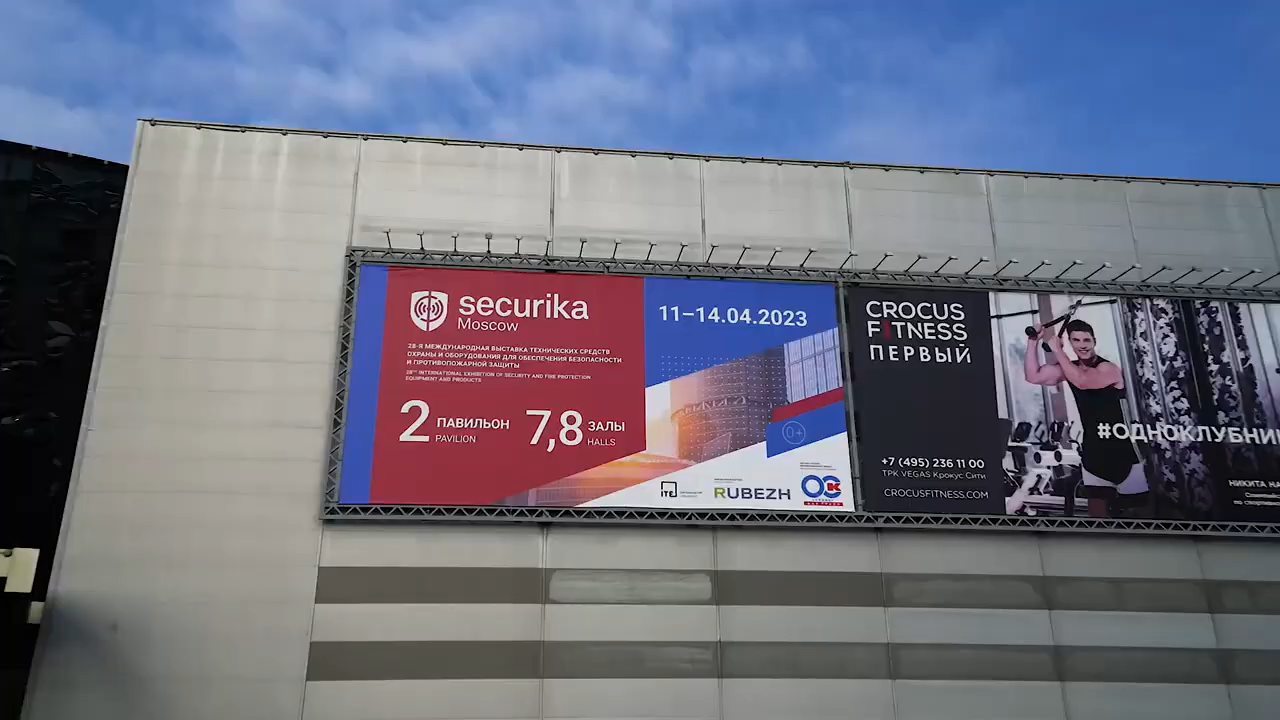 securika
Moscow
28-Я МЕЖДУНАРОДНАЯ ВЫСТАВКА ТЕХНИЧЕСКИХ СРЕДСТВ
ОХРАНЫ И ОБОРУДОВАНИЯ ДЛЯ ОБЕСПЕЧЕНИЯ БЕЗОПАСНОСТИ
И ПРОТИВОПОЖАРНОЙ ЗАЩИТЫ
28TH INTERNATIONAL EXHIBITION OF SECURITY AND FIRE PROTECTION
EQUIPMENT AND PRODUCTS
2 ПАВИЛЬОН
PAVILION
7,8 ЗАЛЫ
HALLS
11–14.04.2023
0+
ITE
RUBEZH
CROCUS
FITNESS
ПЕРВЫЙ
+7 (495) 236 11 00
ТРК VEGAS Крокус Сити
CROCUSFITNESS.COM
#ОДНОКЛУБНИ
НИКИТА НА